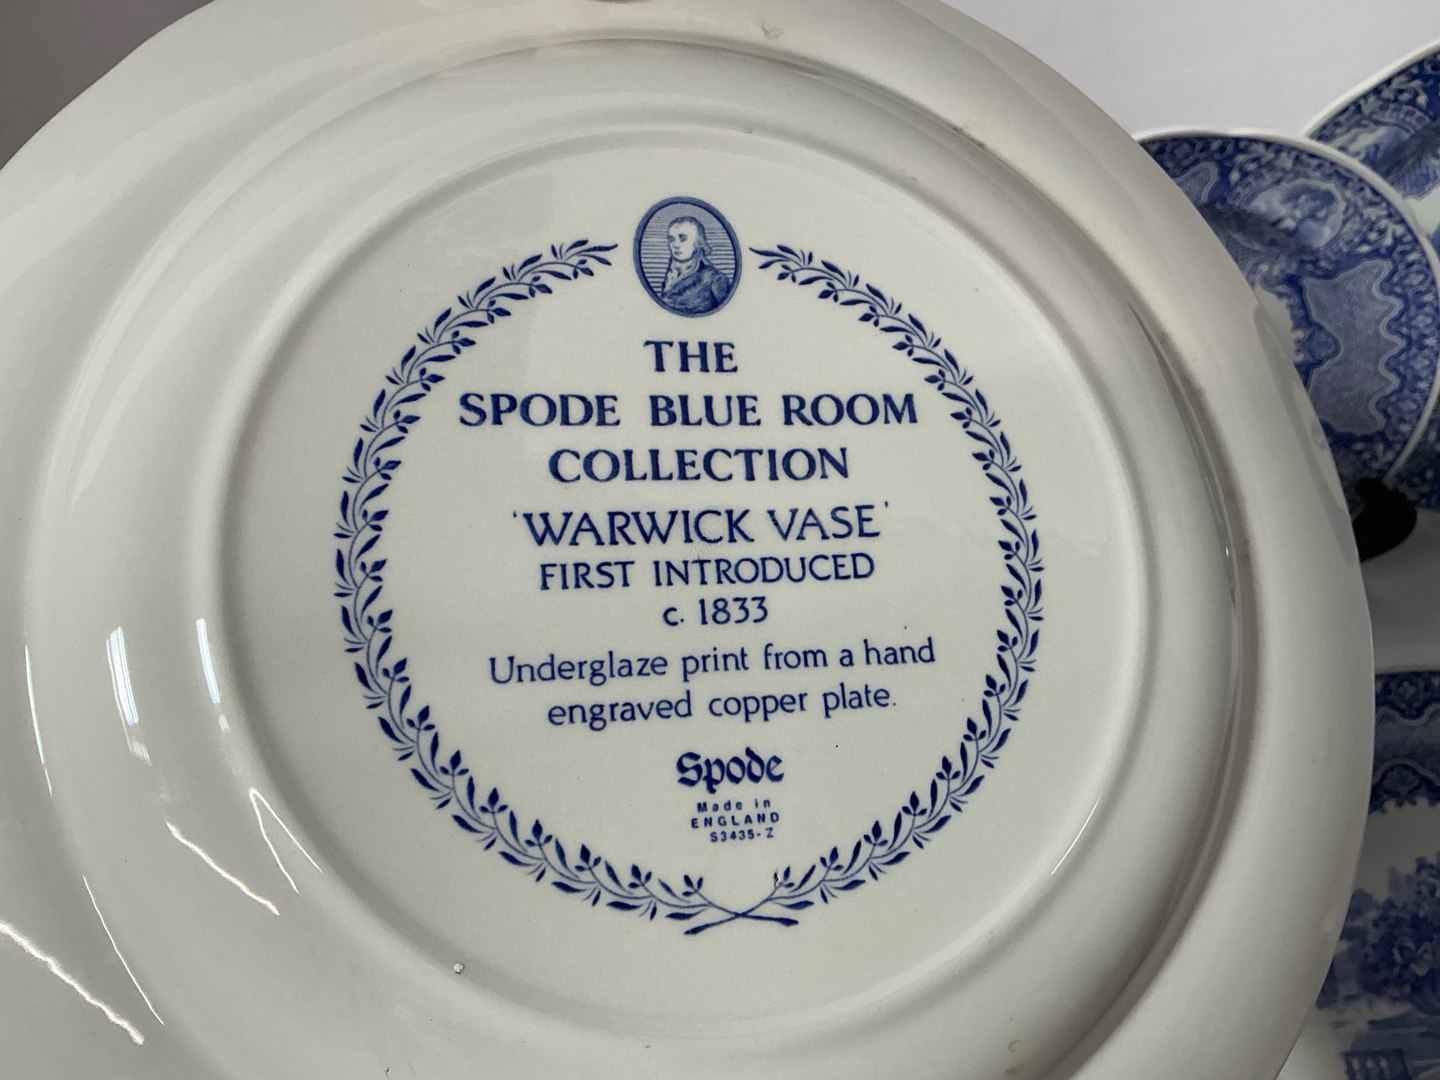 THE
SPODE BLUE ROOM
COLLECTION
'WARWICK VASE'
FIRST INTRODUCED
c. 1833
Underglaze print from a hand
engraved copper plate.
Spode
Made in
ENGLAND
S3435-Z